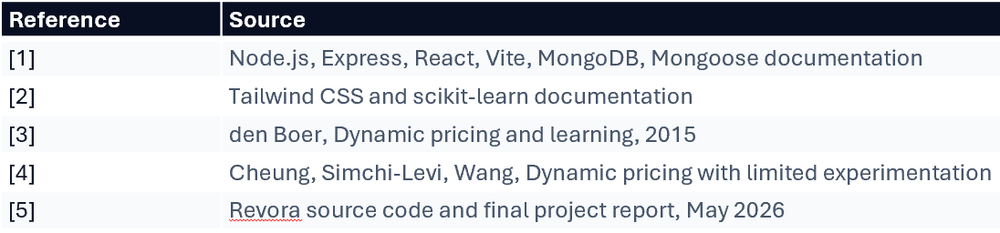 Reference Source
[1] Node.js, Express, React, Vite, MongoDB, Mongoose documentation
[2] Tailwind CSS and scikit-learn documentation
[3] den Boer, Dynamic pricing and learning, 2015
[4] Cheung, Simchi-Levi, Wang, Dynamic pricing with limited experimentation
[5] Revora source code and final project report, May 2026